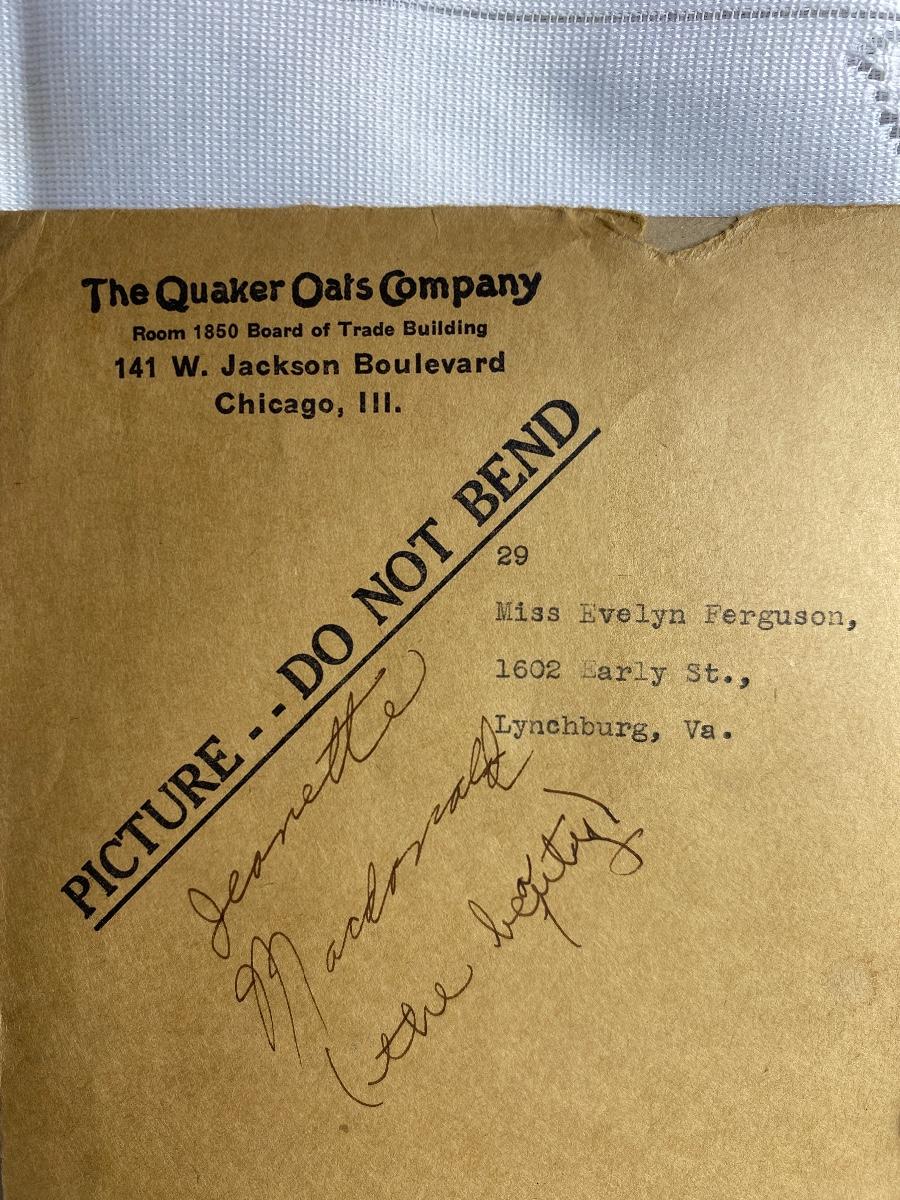 The Quaker Oats Company
Room 1850 Board of Trade Building
141 W. Jackson Boulevard
Chicago, Ill.
PICTURE - - DO NOT BEND
29
Miss Evelyn Ferguson,
1602 Early St.,
Lynchburg, Va.
Jeanette
Macdonald
(the beauty)